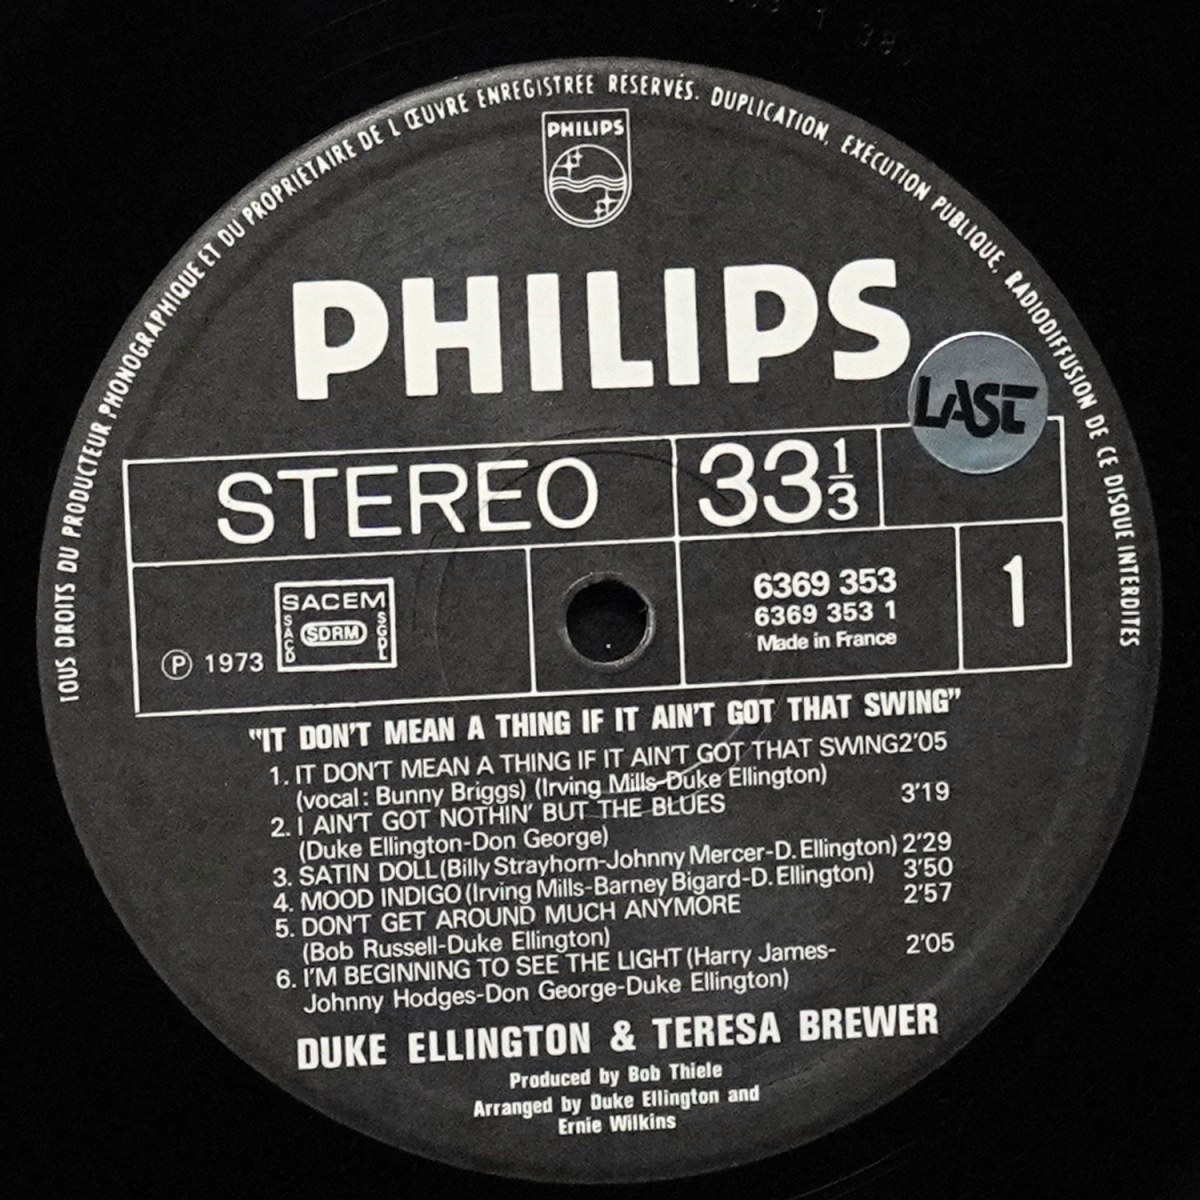 TOUS DROITS DU PRODUCTEUR PHONOGRAPHIQUE ET DU PROPRIÉTAIRE DE L ŒUVRE ENREGISTRÉE RÉSERVÉS. DUPLICATION, EXÉCUTION PUBLIQUE, RADIODIFFUSION DE CE DISQUE INTERDITES
PHILIPS
PHILIPS
LAST
STEREO
33 1/3
SACEM
SACD
SDRM
SGDL
℗ 1973
6369 353
6369 353 1
Made in France
1
"IT DON'T MEAN A THING IF IT AIN'T GOT THAT SWING"
1. IT DON'T MEAN A THING IF IT AIN'T GOT THAT SWING2'05
(vocal: Bunny Briggs) (Irving Mills-Duke Ellington)
2. I AIN'T GOT NOTHIN' BUT THE BLUES 3'19
(Duke Ellington-Don George)
3. SATIN DOLL(Billy Strayhorn-Johnny Mercer-D. Ellington) 2'29
4. MOOD INDIGO (Irving Mills-Barney Bigard-D. Ellington) 3'50
5. DON'T GET AROUND MUCH ANYMORE 2'57
(Bob Russell-Duke Ellington)
6. I'M BEGINNING TO SEE THE LIGHT (Harry James- 2'05
Johnny Hodges-Don George-Duke Ellington)
DUKE ELLINGTON & TERESA BREWER
Produced by Bob Thiele
Arranged by Duke Ellington and
Ernie Wilkins